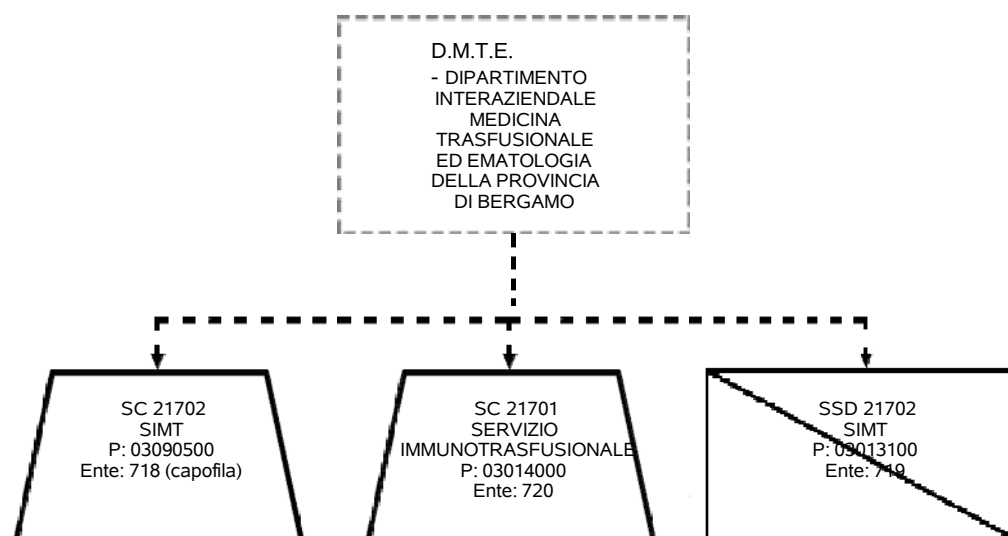 D.M.T.E.
- DIPARTIMENTO
INTERAZIENDALE
MEDICINA
TRASFUSIONALE
ED EMATOLOGIA
DELLA PROVINCIA
DI BERGAMO
SC 21702
SIMT
P: 03090500
Ente: 718 (capofila)
SC 21701
SERVIZIO
IMMUNOTRASFUSIONALE
P: 03014000
Ente: 720
SSD 21702
SIMT
P: 03013100
Ente: 719